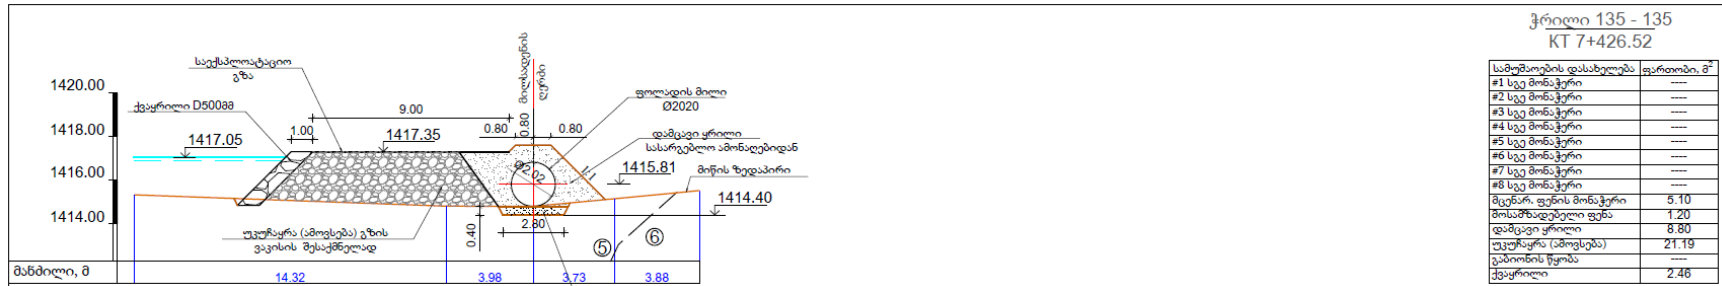 ჭრილი 135 - 135
КТ 7+426.52
საექსპლოატაციო
გზა
მილსადენის
ღერძი
ფოლადის მილი
Ø2020
1420.00
ქვაყრილი D500მმ
9.00
0.80
0.80
0.80
1418.00
1417.05
1.00
1417.35
დამცავი ყრილი
სასარგებლო ამონაღებიდან
1416.00
Ø2.02
1415.81
მიწის ზედაპირი
1414.40
1414.00
უკუჩაყრა (ამოვსება) გზის
ვაკისის შესაქმნელად
0.40
2.80
5
6
მანძილი, მ
14.32
3.98
3.73
3.88
სამუშაოების დასახელება ფართობი, მ²
#1 სგე მონაჭერი ----
#2 სგე მონაჭერი ----
#3 სგე მონაჭერი ----
#4 სგე მონაჭერი ----
#5 სგე მონაჭერი ----
#6 სგე მონაჭერი ----
#7 სგე მონაჭერი ----
#8 სგე მონაჭერი ----
მცენარ. ფენის მონაჭერი 5.10
მოსამზადებელი ფენა 1.20
დამცავი ყრილი 8.80
უკუჩაყრა (ამოვსება) 21.19
გაბიონის წყობა ----
ქვაყრილი 2.46